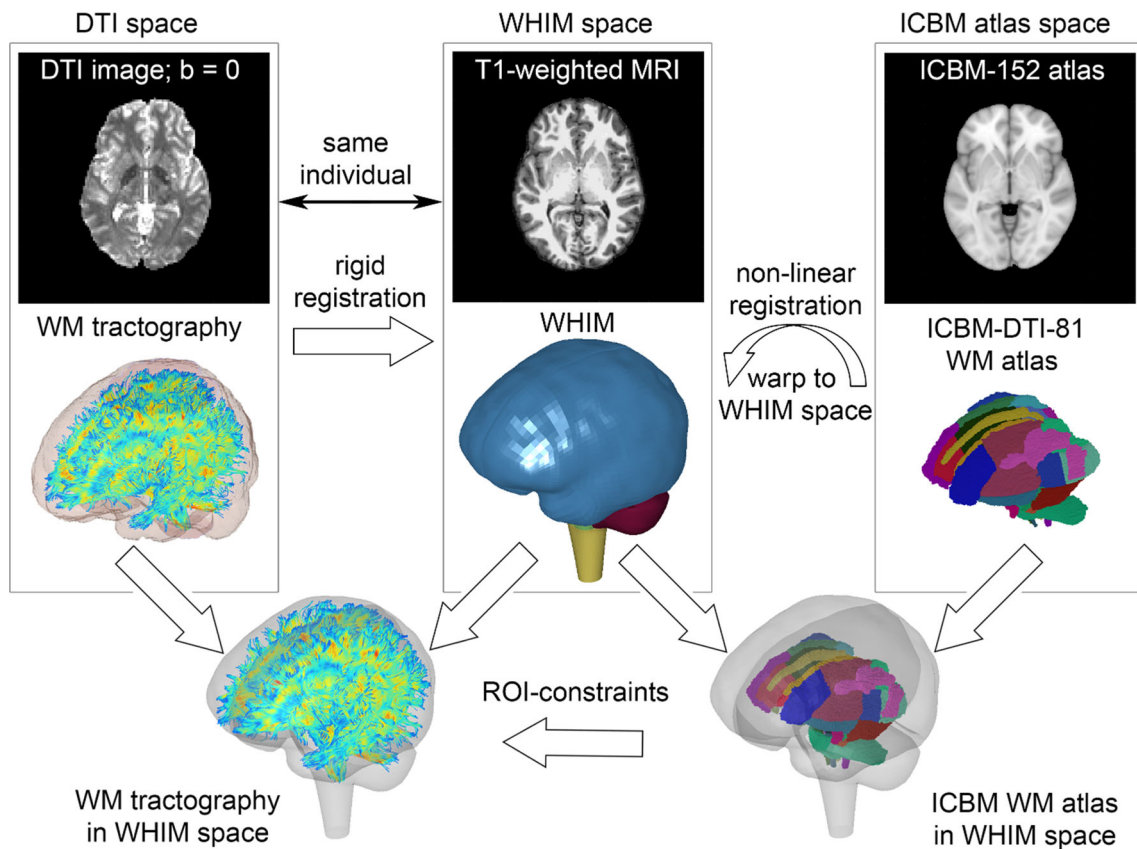 DTI space
WHIM space
ICBM atlas space
DTI image; b = 0
T1-weighted MRI
ICBM-152 atlas
same
individual
rigid
registration
non-linear
registration
WM tractography
WHIM
ICBM-DTI-81
WM atlas
warp to
WHIM space
ROI-constraints
WM tractography
in WHIM space
ICBM WM atlas
in WHIM space